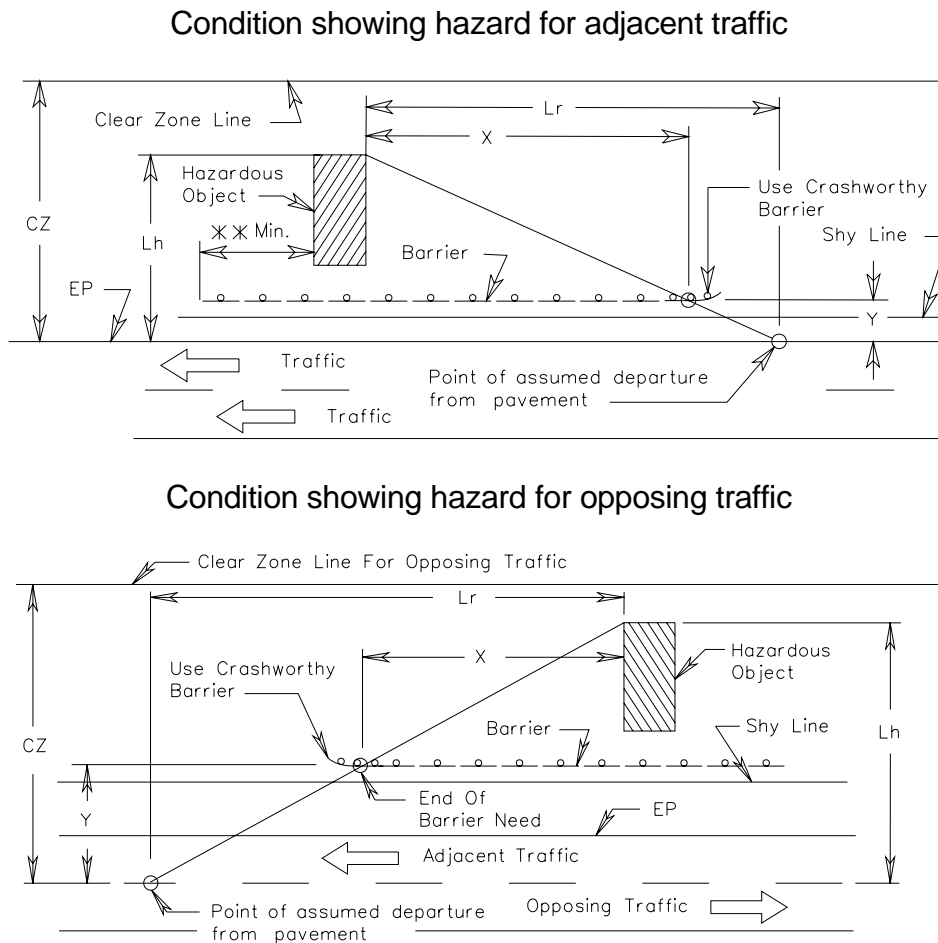 Condition showing hazard for adjacent traffic
Lr
Clear Zone Line
X
Hazardous
Object
Use Crashworthy
Barrier
CZ
Shy Line
** Min.
Lh
Barrier
EP
Y
Traffic
Point of assumed departure
from pavement
Traffic
Condition showing hazard for opposing traffic
Clear Zone Line For Opposing Traffic
Lr
Hazardous
Object
X
Use Crashworthy
Barrier
Barrier
Shy Line
Lh
CZ
End Of
Barrier Need
EP
Y
Adjacent Traffic
Point of assumed departure
from pavement
Opposing Traffic